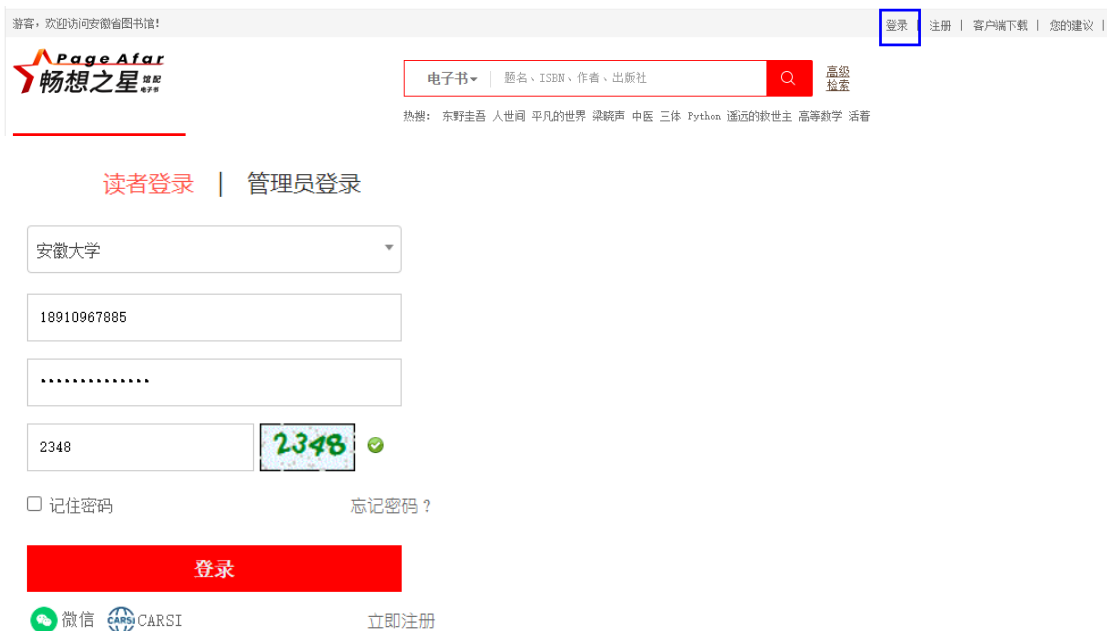 游客，欢迎访问安徽省图书馆！
登录 | 注册 | 客户端下载 | 您的建议 |
Page Afar
畅想之星 馆配 电子书
电子书 题名、ISBN、作者、出版社
高级
检索
热搜： 东野圭吾 人世间 平凡的世界 梁晓声 中医 三体 Python 遥远的救世主 高等数学 活着
读者登录 | 管理员登录
安徽大学
18910967885
••••••••••••••
2348 2348
记住密码 忘记密码？
登录
微信 CARSI CARSI 立即注册